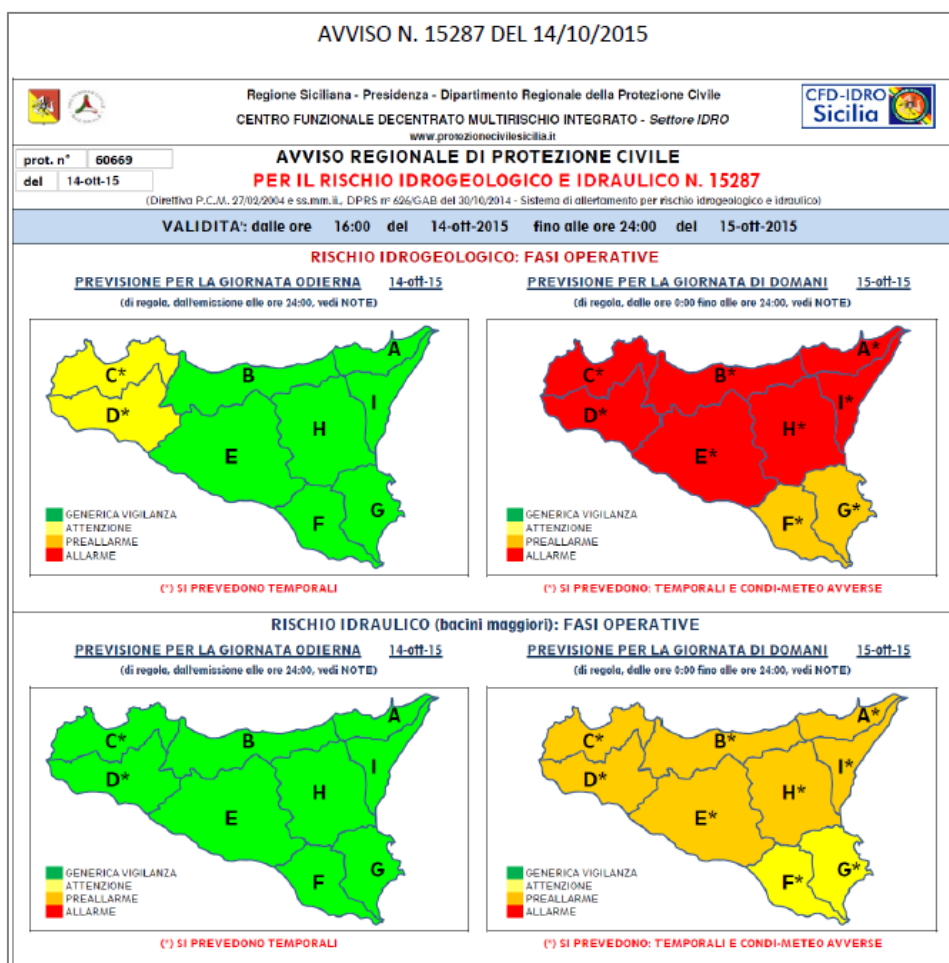 AVVISO N. 15287 DEL 14/10/2015
Regione Siciliana - Presidenza - Dipartimento Regionale della Protezione Civile
CENTRO FUNZIONALE DECENTRATO MULTIRISCHIO INTEGRATO - Settore IDRO
www.protezionecivilesicilia.it
CFD-IDRO
Sicilia
prot. n° 60669
del 14-ott-15
AVVISO REGIONALE DI PROTEZIONE CIVILE
PER IL RISCHIO IDROGEOLOGICO E IDRAULICO N. 15287
(Direttiva P.C.M. 27/02/2004 e ss.mm.ii., DPRS n° 626/GAB del 30/10/2014 - Sistema di allertamento per rischio idrogeologico e idraulico)
VALIDITA': dalle ore 16:00 del 14-ott-2015 fino alle ore 24:00 del 15-ott-2015
RISCHIO IDROGEOLOGICO: FASI OPERATIVE
PREVISIONE PER LA GIORNATA ODIERNA 14-ott-15
(di regola, dall'emissione alle ore 24:00, vedi NOTE)
A
C*
B
I
D*
H
E
G
F
GENERICA VIGILANZA
ATTENZIONE
PREALLARME
ALLARME
(*) SI PREVEDONO TEMPORALI
PREVISIONE PER LA GIORNATA DI DOMANI 15-ott-15
(di regola, dalle ore 0:00 fino alle ore 24:00, vedi NOTE)
A*
C*
B*
I*
D*
H*
E*
G*
F*
GENERICA VIGILANZA
ATTENZIONE
PREALLARME
ALLARME
(*) SI PREVEDONO: TEMPORALI E CONDI-METEO AVVERSE
RISCHIO IDRAULICO (bacini maggiori): FASI OPERATIVE
PREVISIONE PER LA GIORNATA ODIERNA 14-ott-15
(di regola, dall'emissione alle ore 24:00, vedi NOTE)
A
C*
B
I
D*
H
E
G
F
GENERICA VIGILANZA
ATTENZIONE
PREALLARME
ALLARME
(*) SI PREVEDONO TEMPORALI
PREVISIONE PER LA GIORNATA DI DOMANI 15-ott-15
(di regola, dalle ore 0:00 fino alle ore 24:00, vedi NOTE)
A*
C*
B*
I*
D*
H*
E*
G*
F*
GENERICA VIGILANZA
ATTENZIONE
PREALLARME
ALLARME
(*) SI PREVEDONO: TEMPORALI E CONDI-METEO AVVERSE